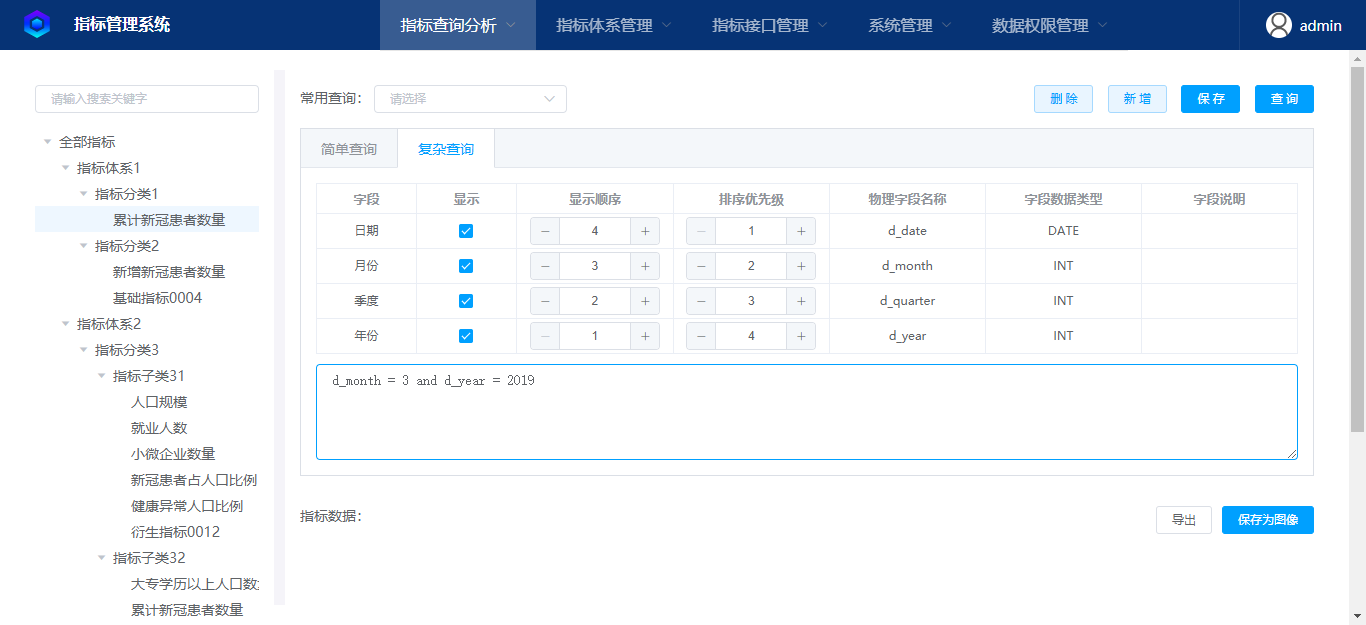 指标管理系统
指标查询分析
指标体系管理
指标接口管理
系统管理
数据权限管理
admin
请输入搜索关键字
全部指标
指标体系1
指标分类1
累计新冠患者数量
指标分类2
新增新冠患者数量
基础指标0004
指标体系2
指标分类3
指标子类31
人口规模
就业人数
小微企业数量
新冠患者占人口比例
健康异常人口比例
衍生指标0012
指标子类32
大专学历以上人口数
累计新冠患者数量
常用查询：
请选择
删除
新增
保存
查询
简单查询
复杂查询
字段 显示 显示顺序 排序优先级 物理字段名称 字段数据类型 字段说明
日期 − 4 + − 1 + d_date DATE
月份 − 3 + − 2 + d_month INT
季度 − 2 + − 3 + d_quarter INT
年份 − 1 + − 4 + d_year INT
d_month = 3 and d_year = 2019
指标数据：
导出
保存为图像